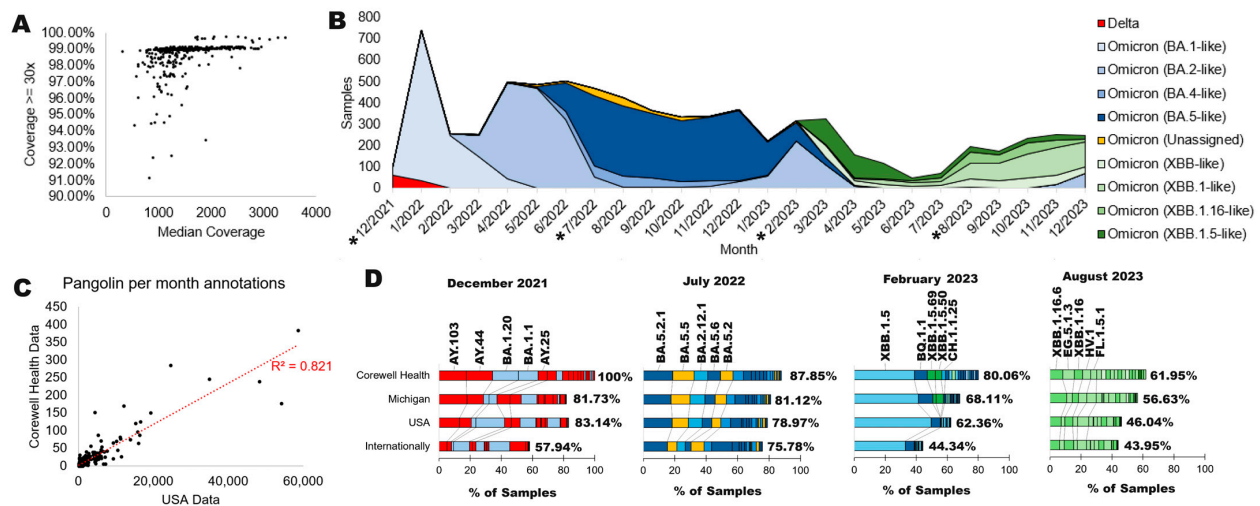 A
Coverage >= 30x
100.00%
99.00%
98.00%
97.00%
96.00%
95.00%
94.00%
93.00%
92.00%
91.00%
90.00%
0 1000 2000 3000 4000
Median Coverage
B
Samples
800
700
600
500
400
300
200
100
0
*12/2021 1/2022 2/2022 3/2022 4/2022 5/2022 6/2022 *7/2022 8/2022 9/2022 10/2022 11/2022 12/2022 1/2023 *2/2023 3/2023 4/2023 5/2023 6/2023 7/2023 *8/2023 9/2023 10/2023 11/2023 12/2023
Month
Delta
Omicron (BA.1-like)
Omicron (BA.2-like)
Omicron (BA.4-like)
Omicron (BA.5-like)
Omicron (Unassigned)
Omicron (XBB-like)
Omicron (XBB.1-like)
Omicron (XBB.1.16-like)
Omicron (XBB.1.5-like)
C
Pangolin per month annotations
Corewell Health Data
450
400
350
300
250
200
150
100
50
0
R² = 0.821
0 20,000 40,000 60,000
USA Data
D
December 2021
AY.103 AY.44 BA.1.20 BA.1.1 AY.25
Corewell Health 100%
Michigan 81.73%
USA 83.14%
Internationally 57.94%
0 20 40 60 80 100
% of Samples
July 2022
BA.5.2.1 BA.5.5 BA.2.12.1 BA.5.6 BA.5.2
87.85%
81.12%
78.97%
75.78%
0 20 40 60 80 100
% of Samples
February 2023
XBB.1.5 BQ.1.1 XBB.1.5.69 XBB.1.5.50 CH.1.1.25
80.06%
68.11%
62.36%
44.34%
0 20 40 60 80 100
% of Samples
August 2023
XBB.1.16.6 EG.5.1.3 XBB.1.16 HV.1 FL.1.5.1
61.95%
56.63%
46.04%
43.95%
0 20 40 60 80 100
% of Samples